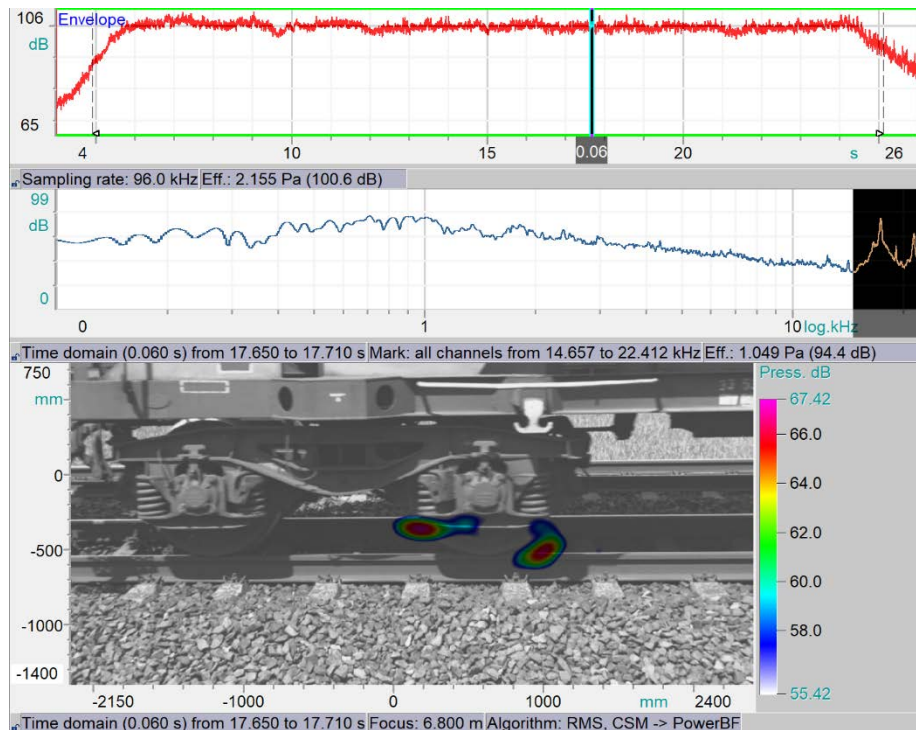 106
Envelope
dB
65
4 10 15 0.06 20 s 26
Sampling rate: 96.0 kHz Eff.: 2.155 Pa (100.6 dB)
99
dB
0
0 1 10 log.kHz
Time domain (0.060 s) from 17.650 to 17.710 s Mark: all channels from 14.657 to 22.412 kHz Eff.: 1.049 Pa (94.4 dB)
750 Press. dB
mm 67.42
66.0
0
64.0
62.0
-500
60.0
-1000 58.0
-1400 55.42
-2150 -1000 0 1000 mm 2400
Time domain (0.060 s) from 17.650 to 17.710 s Focus: 6.800 m Algorithm: RMS, CSM -> PowerBF